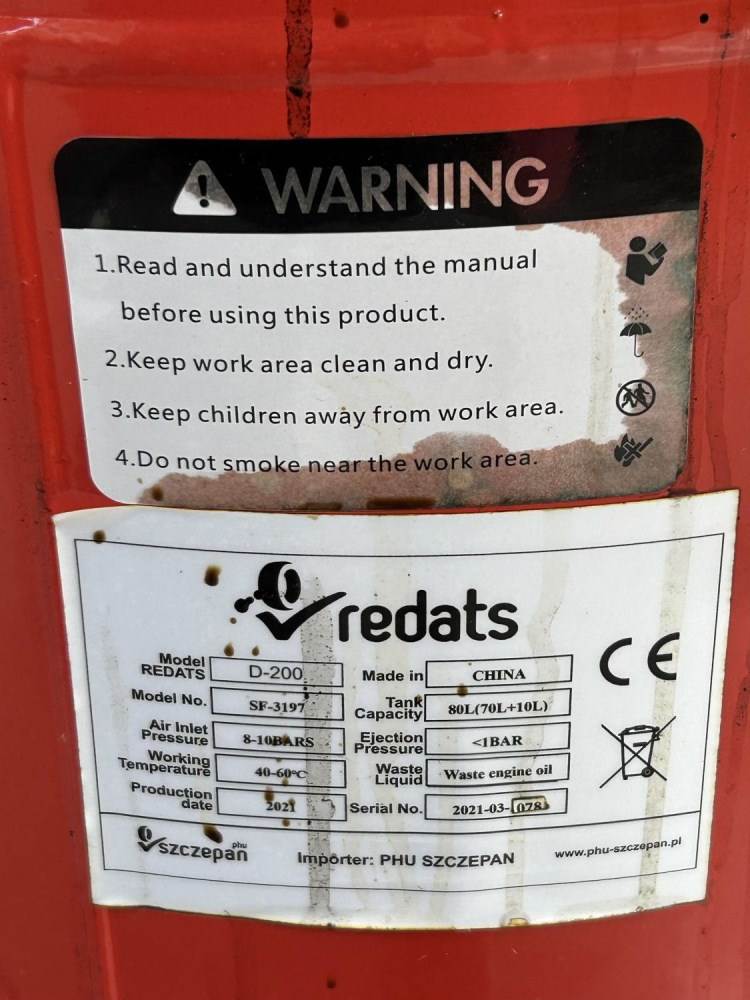 WARNING
1.Read and understand the manual
before using this product.
2.Keep work area clean and dry.
3.Keep children away from work area.
4.Do not smoke near the work area.
redats
Model REDATS D-200 Made in CHINA
Model No. SF-3197 Tank Capacity 80L(70L+10L)
Air Inlet Pressure 8-10BARS Ejection Pressure <1BAR
Working Temperature 40-60°C Waste Liquid Waste engine oil
Production date 2021 Serial No. 2021-03-078
CE
phu
szczepan Importer: PHU SZCZEPAN www.phu-szczepan.pl